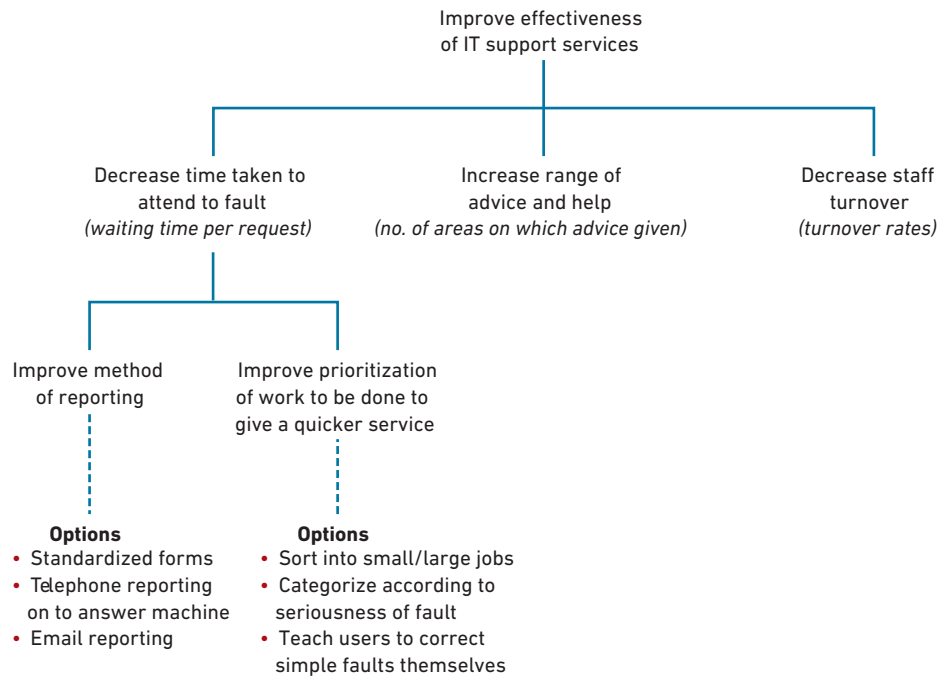 Improve effectiveness
of IT support services
Decrease time taken to
attend to fault
(waiting time per request)
Increase range of
advice and help
(no. of areas on which advice given)
Decrease staff
turnover
(turnover rates)
Improve method
of reporting
Improve prioritization
of work to be done to
give a quicker service
Options
• Standardized forms
• Telephone reporting
on to answer machine
• Email reporting
Options
• Sort into small/large jobs
• Categorize according to
seriousness of fault
• Teach users to correct
simple faults themselves